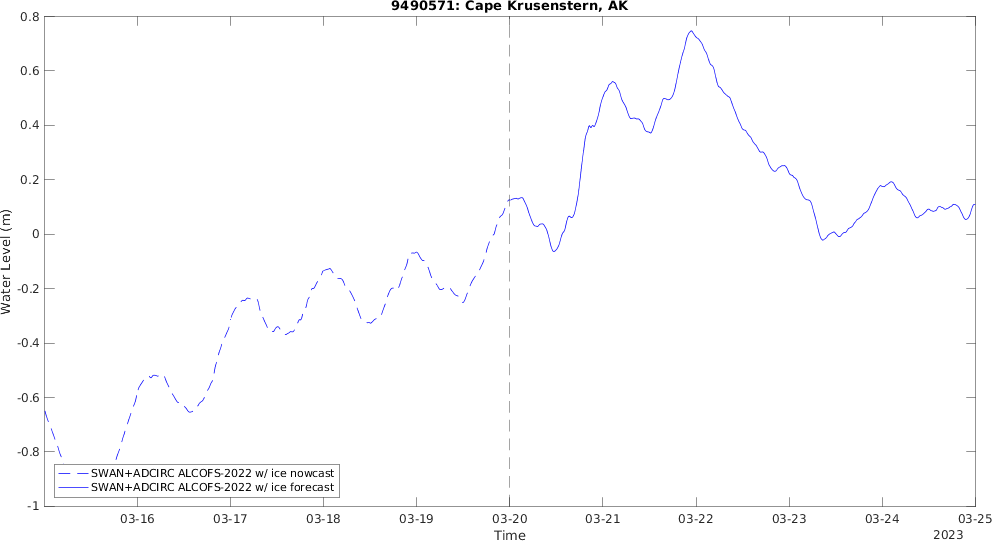 9490571: Cape Krusenstern, AK
0.8
0.6
0.4
0.2
0
-0.2
-0.4
-0.6
-0.8
-1
Water Level (m)
SWAN+ADCIRC ALCOFS-2022 w/ ice nowcast
SWAN+ADCIRC ALCOFS-2022 w/ ice forecast
03-16 03-17 03-18 03-19 03-20 03-21 03-22 03-23 03-24 03-25
Time
2023